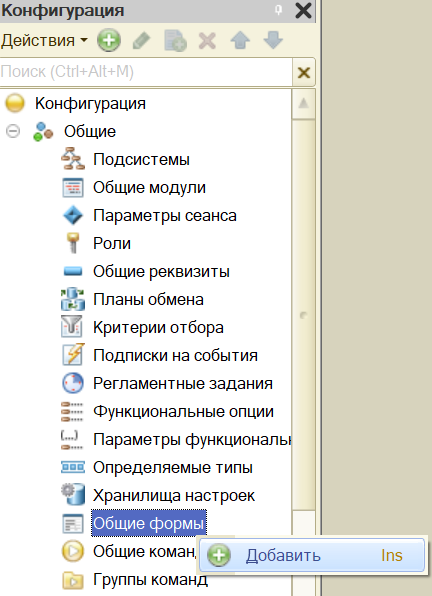 Конфигурация
Действия
Поиск (Ctrl+Alt+M)
Конфигурация
Общие
Подсистемы
Общие модули
Параметры сеанса
Роли
Общие реквизиты
Планы обмена
Критерии отбора
Подписки на события
Регламентные задания
Функциональные опции
Параметры функциональн
Определяемые типы
Хранилища настроек
Общие формы
Общие коман
Добавить Ins
Группы команд